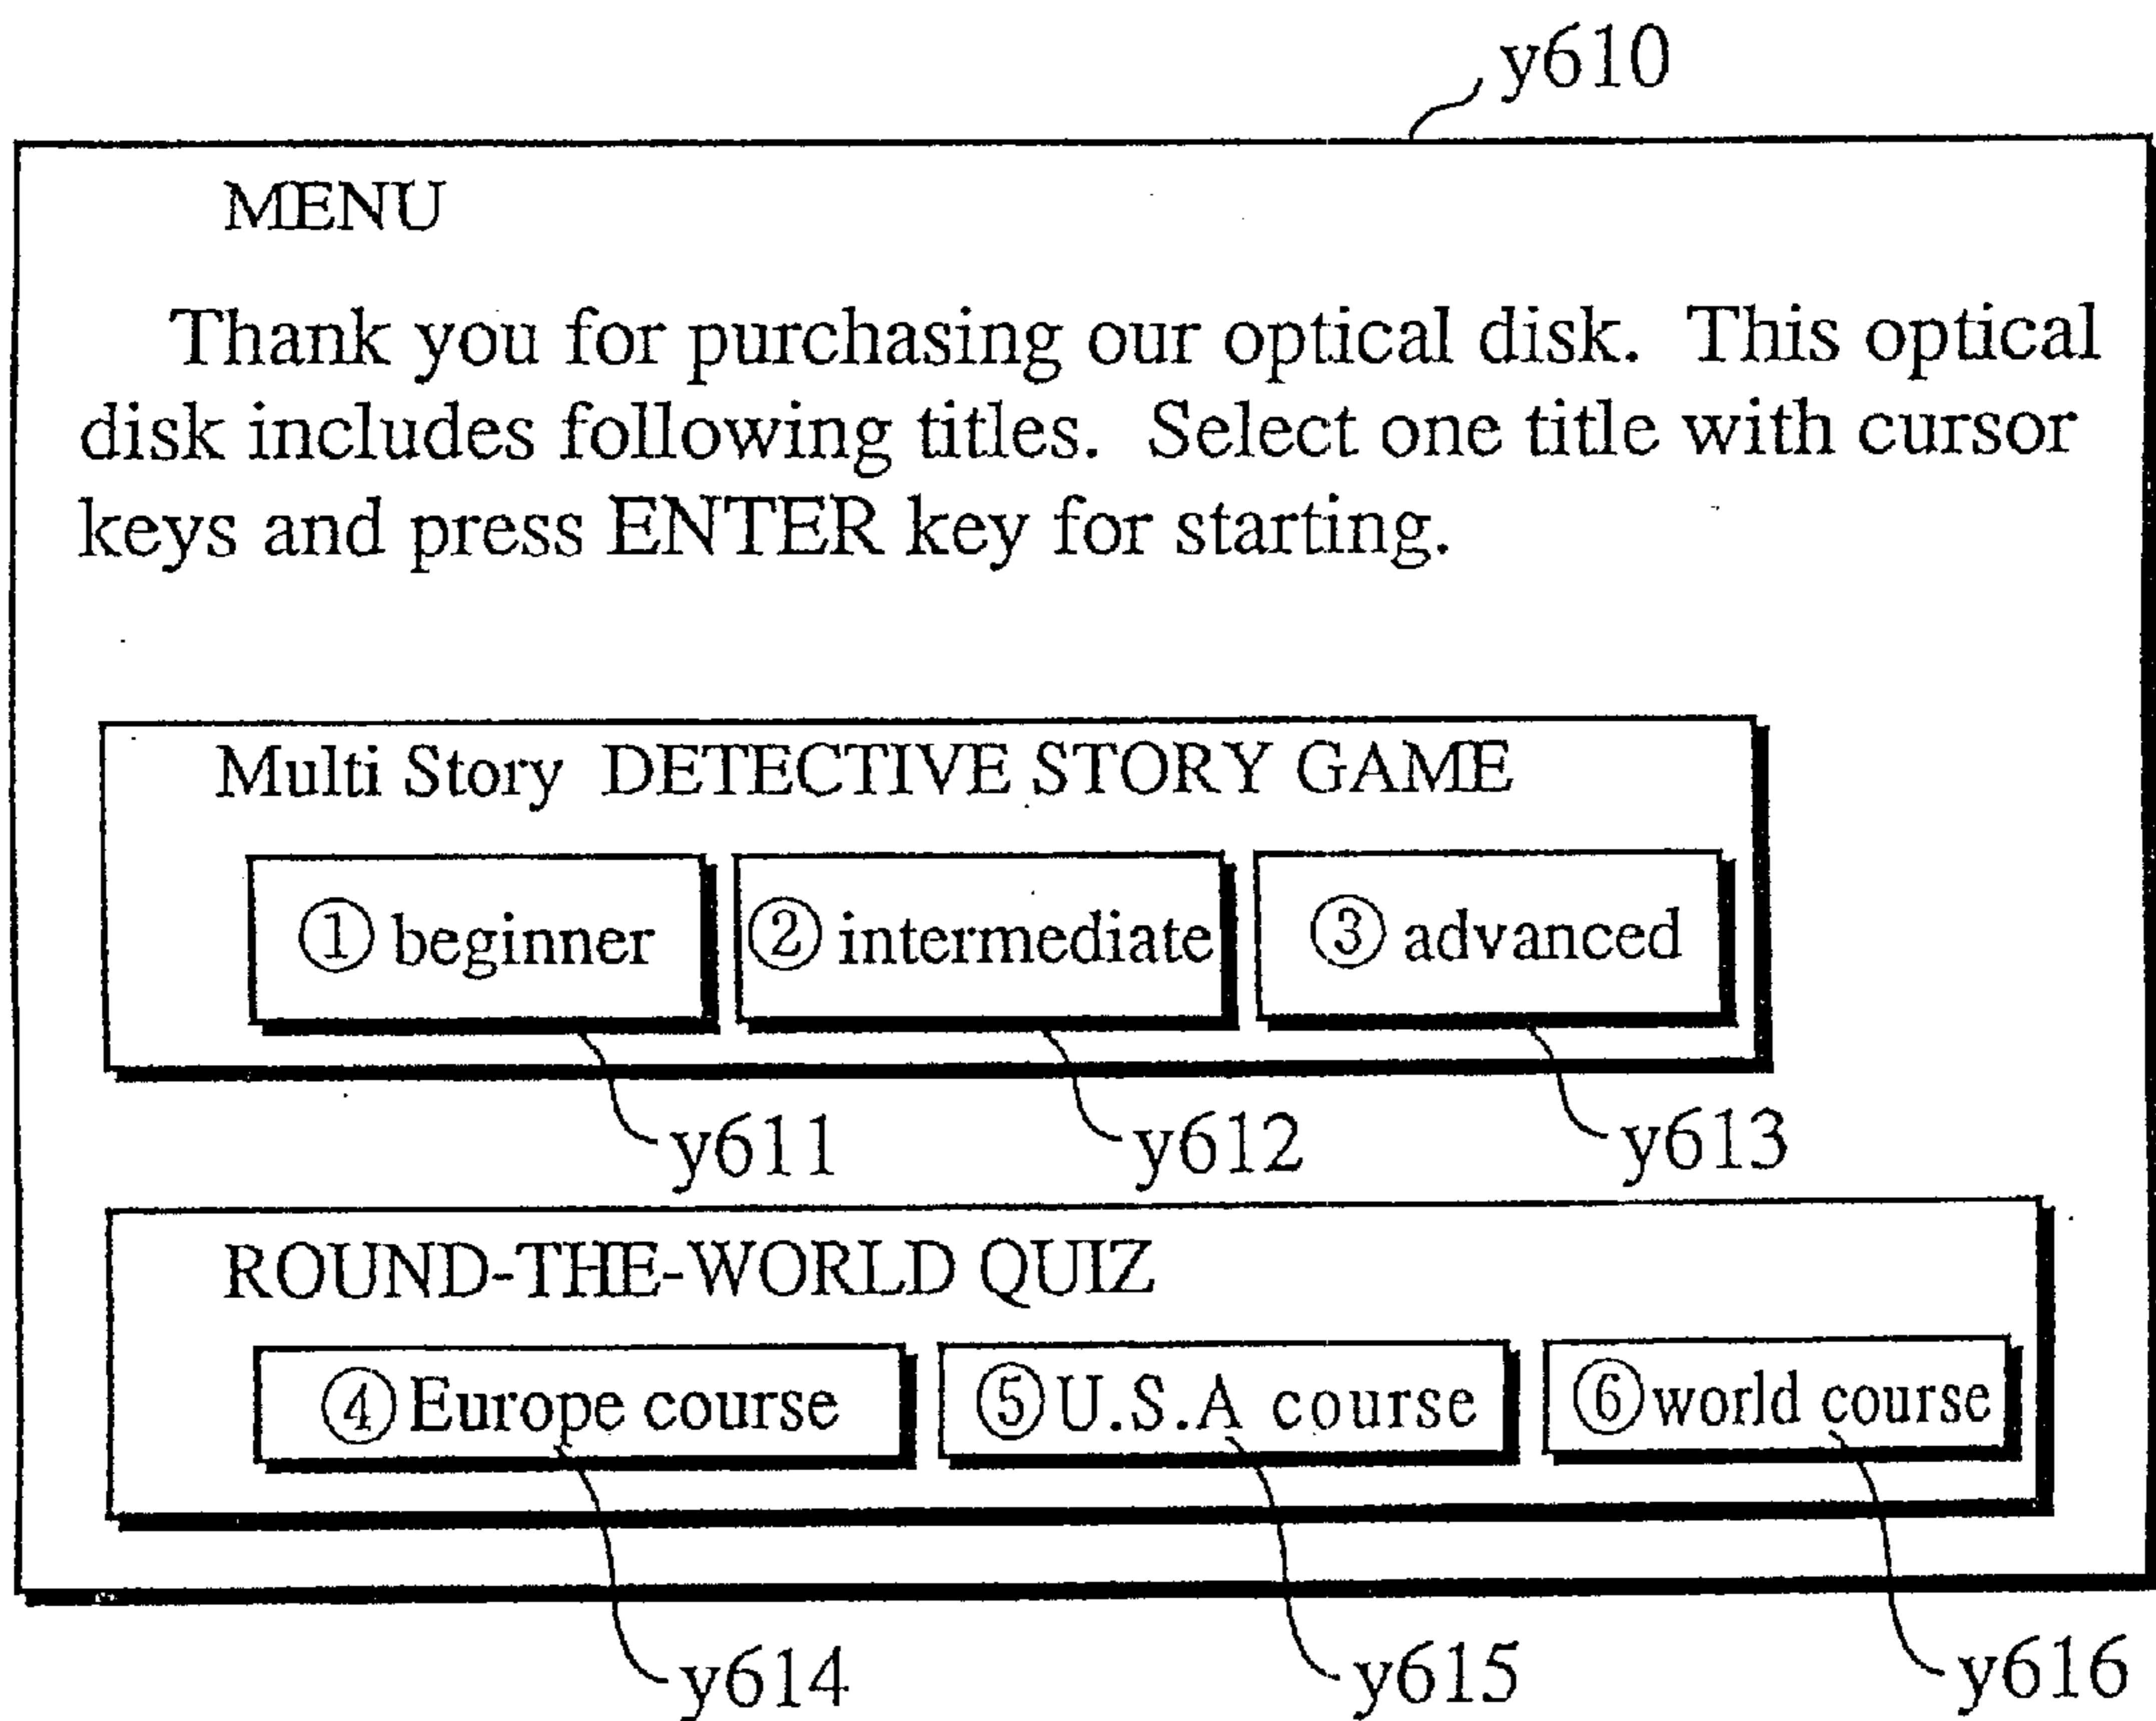 y610
MENU
Thank you for purchasing our optical disk. This optical
disk includes following titles. Select one title with cursor
keys and press ENTER key for starting.
Multi Story DETECTIVE STORY GAME
① beginner ② intermediate ③ advanced
y611 y612 y613
ROUND-THE-WORLD QUIZ
④ Europe course ⑤ U.S.A course ⑥ world course
y614 y615 y616